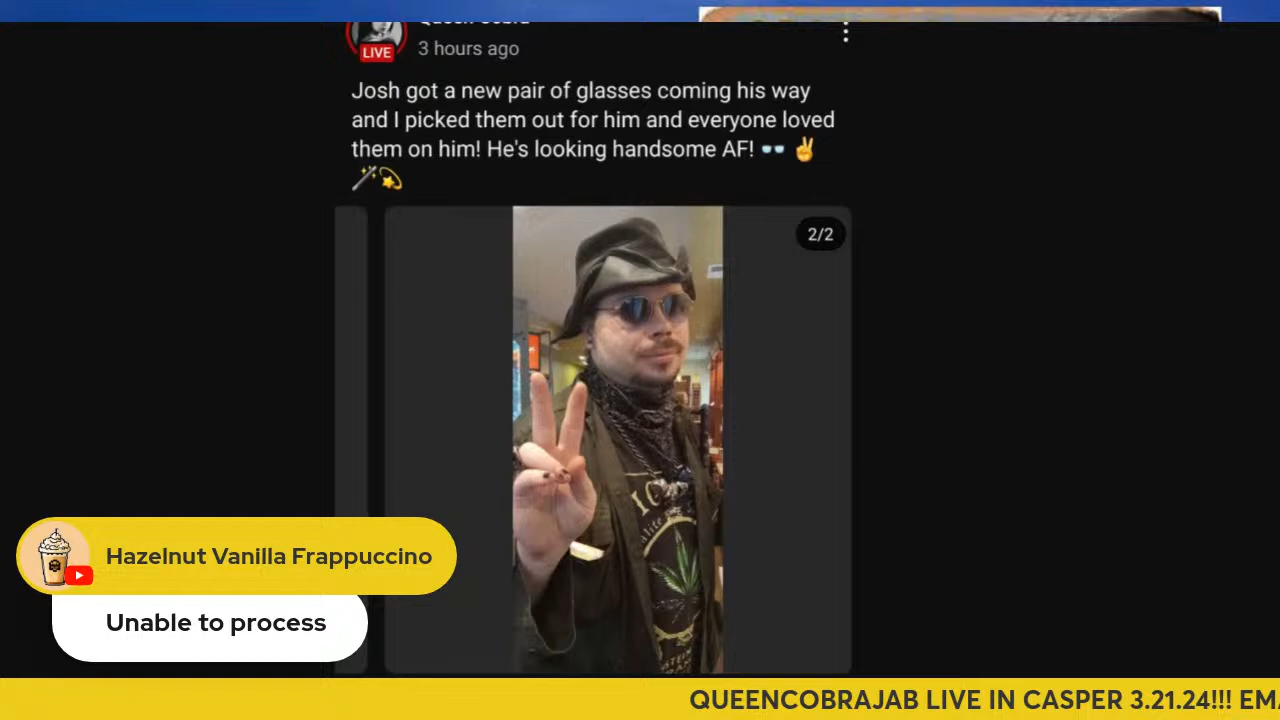 LIVE
3 hours ago
Josh got a new pair of glasses coming his way
and I picked them out for him and everyone loved
them on him! He's looking handsome AF! 🕶️ ✌️
🪄💫
2/2
Hazelnut Vanilla Frappuccino
Unable to process
QUEENCOBRAJAB LIVE IN CASPER 3.21.24!!! EM